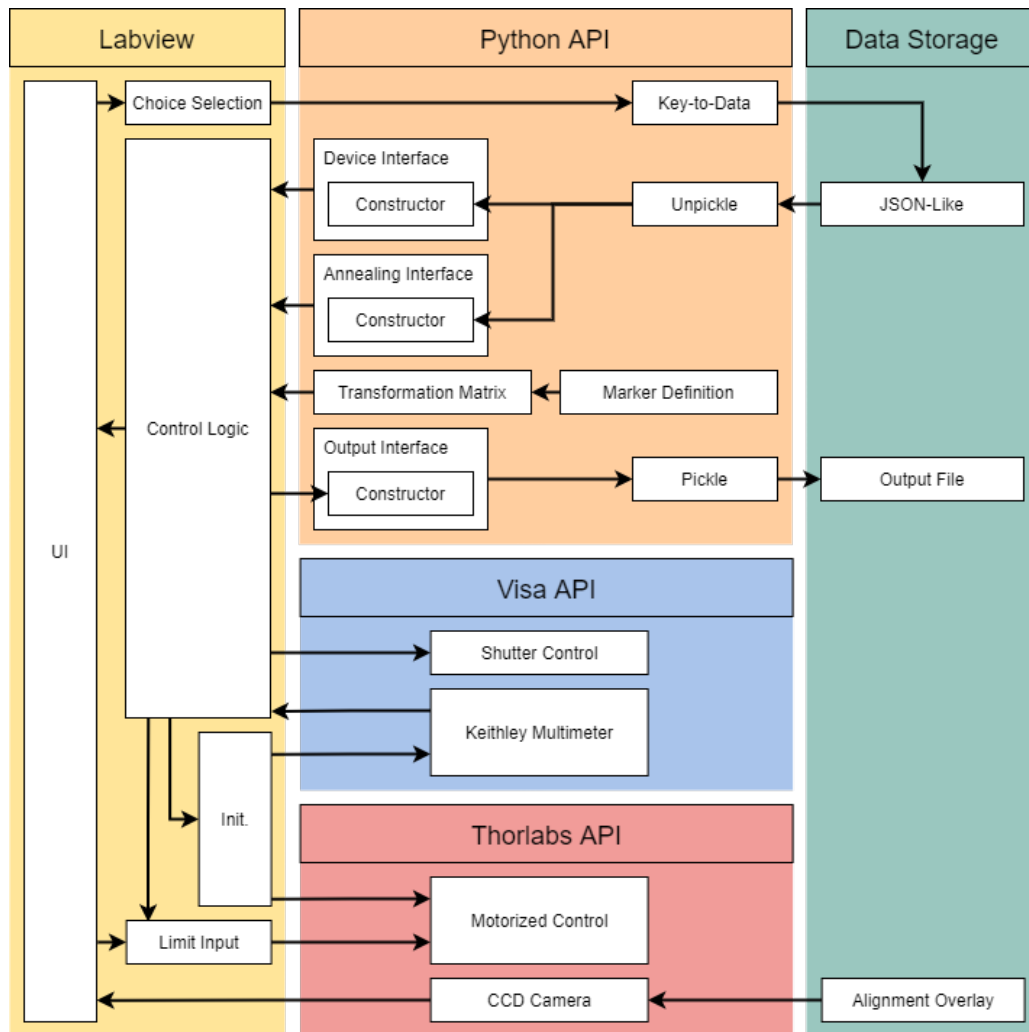 Labview
Python API
Data Storage
Choice Selection
Key-to-Data
Device Interface
Constructor
Unpickle
JSON-Like
Annealing Interface
Constructor
Transformation Matrix
Marker Definition
Control Logic
Output Interface
Constructor
Pickle
Output File
UI
Visa API
Shutter Control
Keithley Multimeter
Init.
Thorlabs API
Motorized Control
Limit Input
CCD Camera
Alignment Overlay